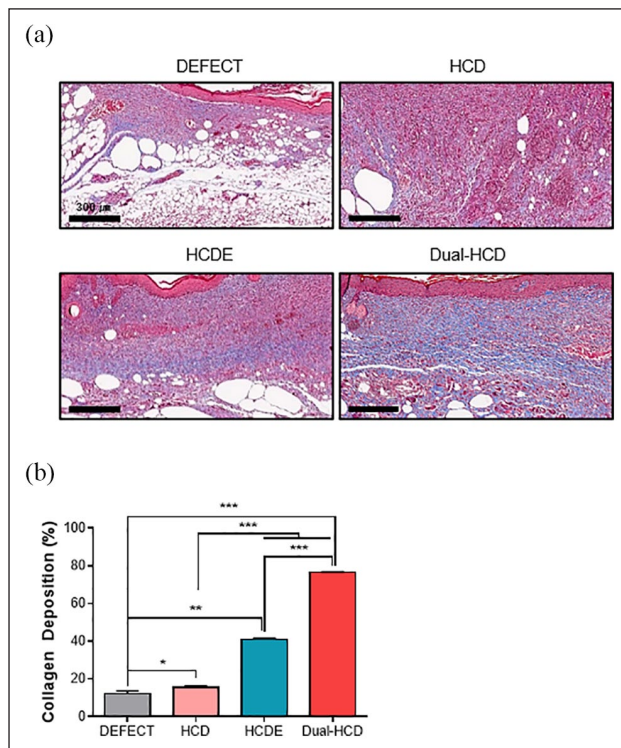 (a)
DEFECT HCD
300 μm
HCDE Dual-HCD
(b)
Collagen Deposition (%)
100
80
60
40
20
0
***
***
***
**
*
DEFECT HCD HCDE Dual-HCD